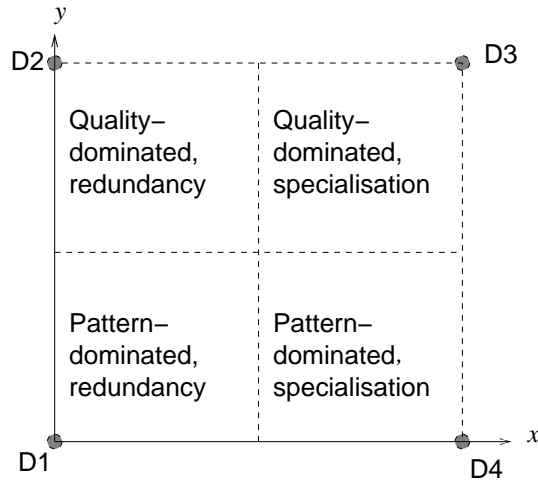 y
D2
D3
Quality–
dominated,
redundancy
Quality–
dominated,
specialisation
Pattern–
dominated,
redundancy
Pattern–
dominated,
specialisation
x
D1
D4